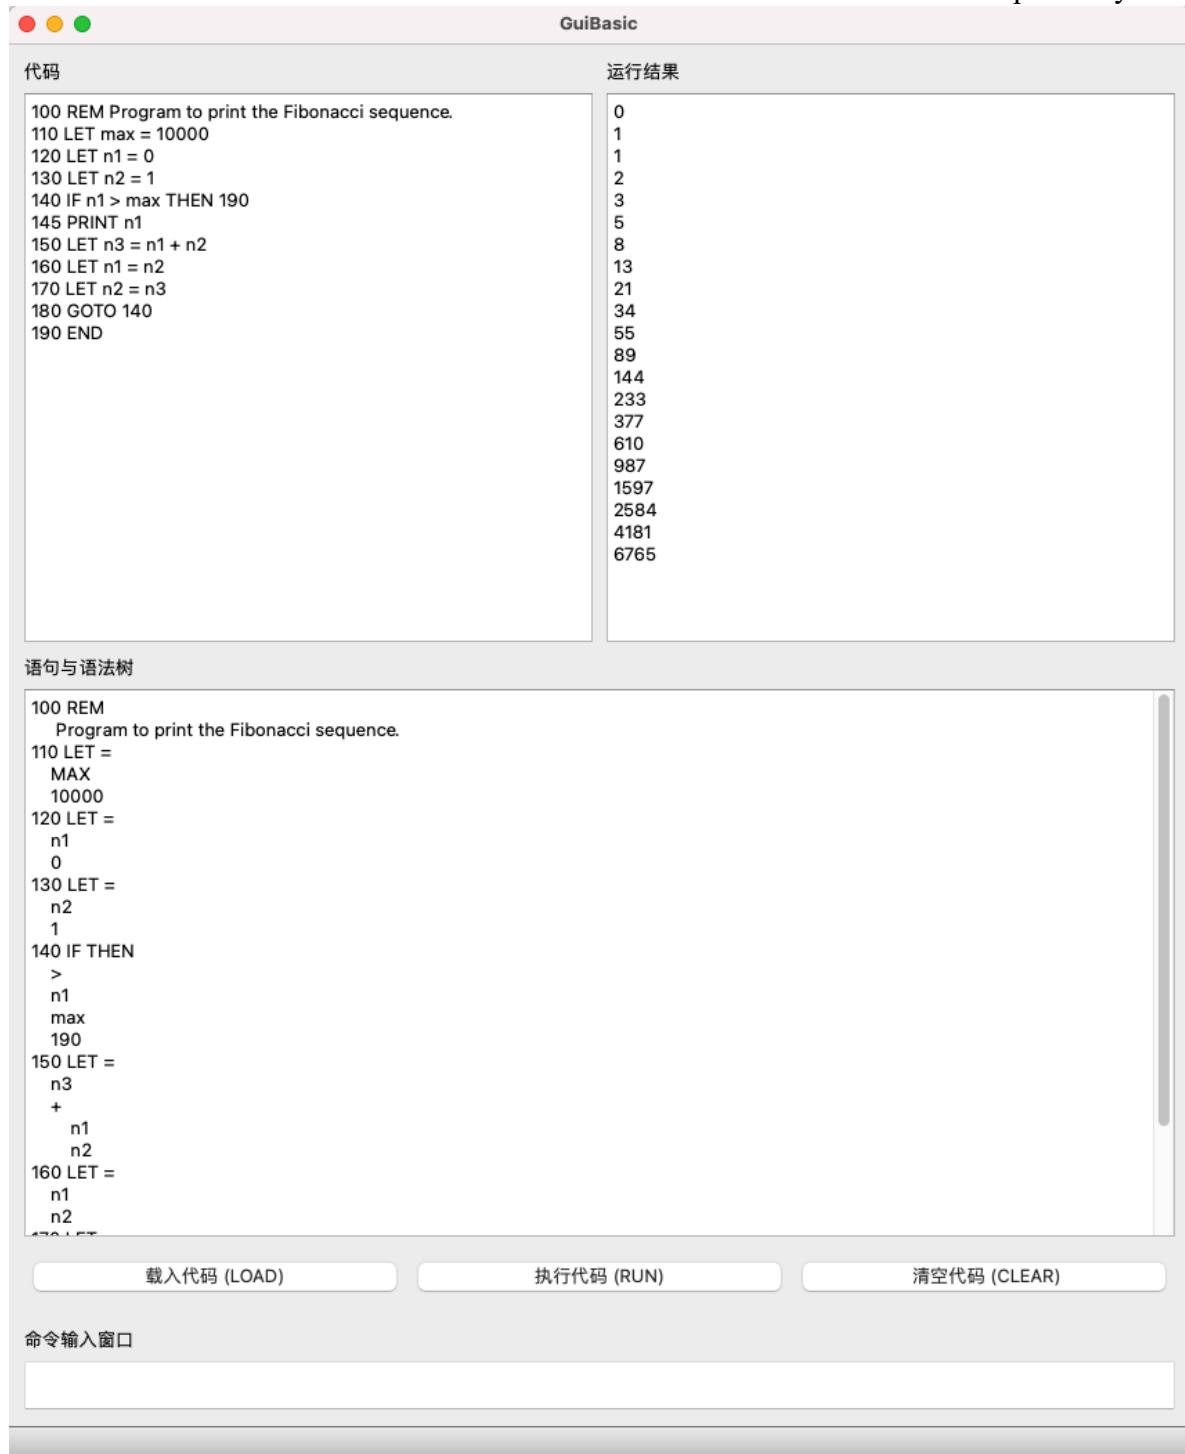 GuiBasic
代码
100 REM Program to print the Fibonacci sequence.
110 LET max = 10000
120 LET n1 = 0
130 LET n2 = 1
140 IF n1 > max THEN 190
145 PRINT n1
150 LET n3 = n1 + n2
160 LET n1 = n2
170 LET n2 = n3
180 GOTO 140
190 END
运行结果
0
1
1
2
3
5
8
13
21
34
55
89
144
233
377
610
987
1597
2584
4181
6765
语句与语法树
100 REM
Program to print the Fibonacci sequence.
110 LET =
MAX
10000
120 LET =
n1
0
130 LET =
n2
1
140 IF THEN
>
n1
max
190
150 LET =
n3
+
n1
n2
160 LET =
n1
n2
载入代码 (LOAD)
执行代码 (RUN)
清空代码 (CLEAR)
命令输入窗口